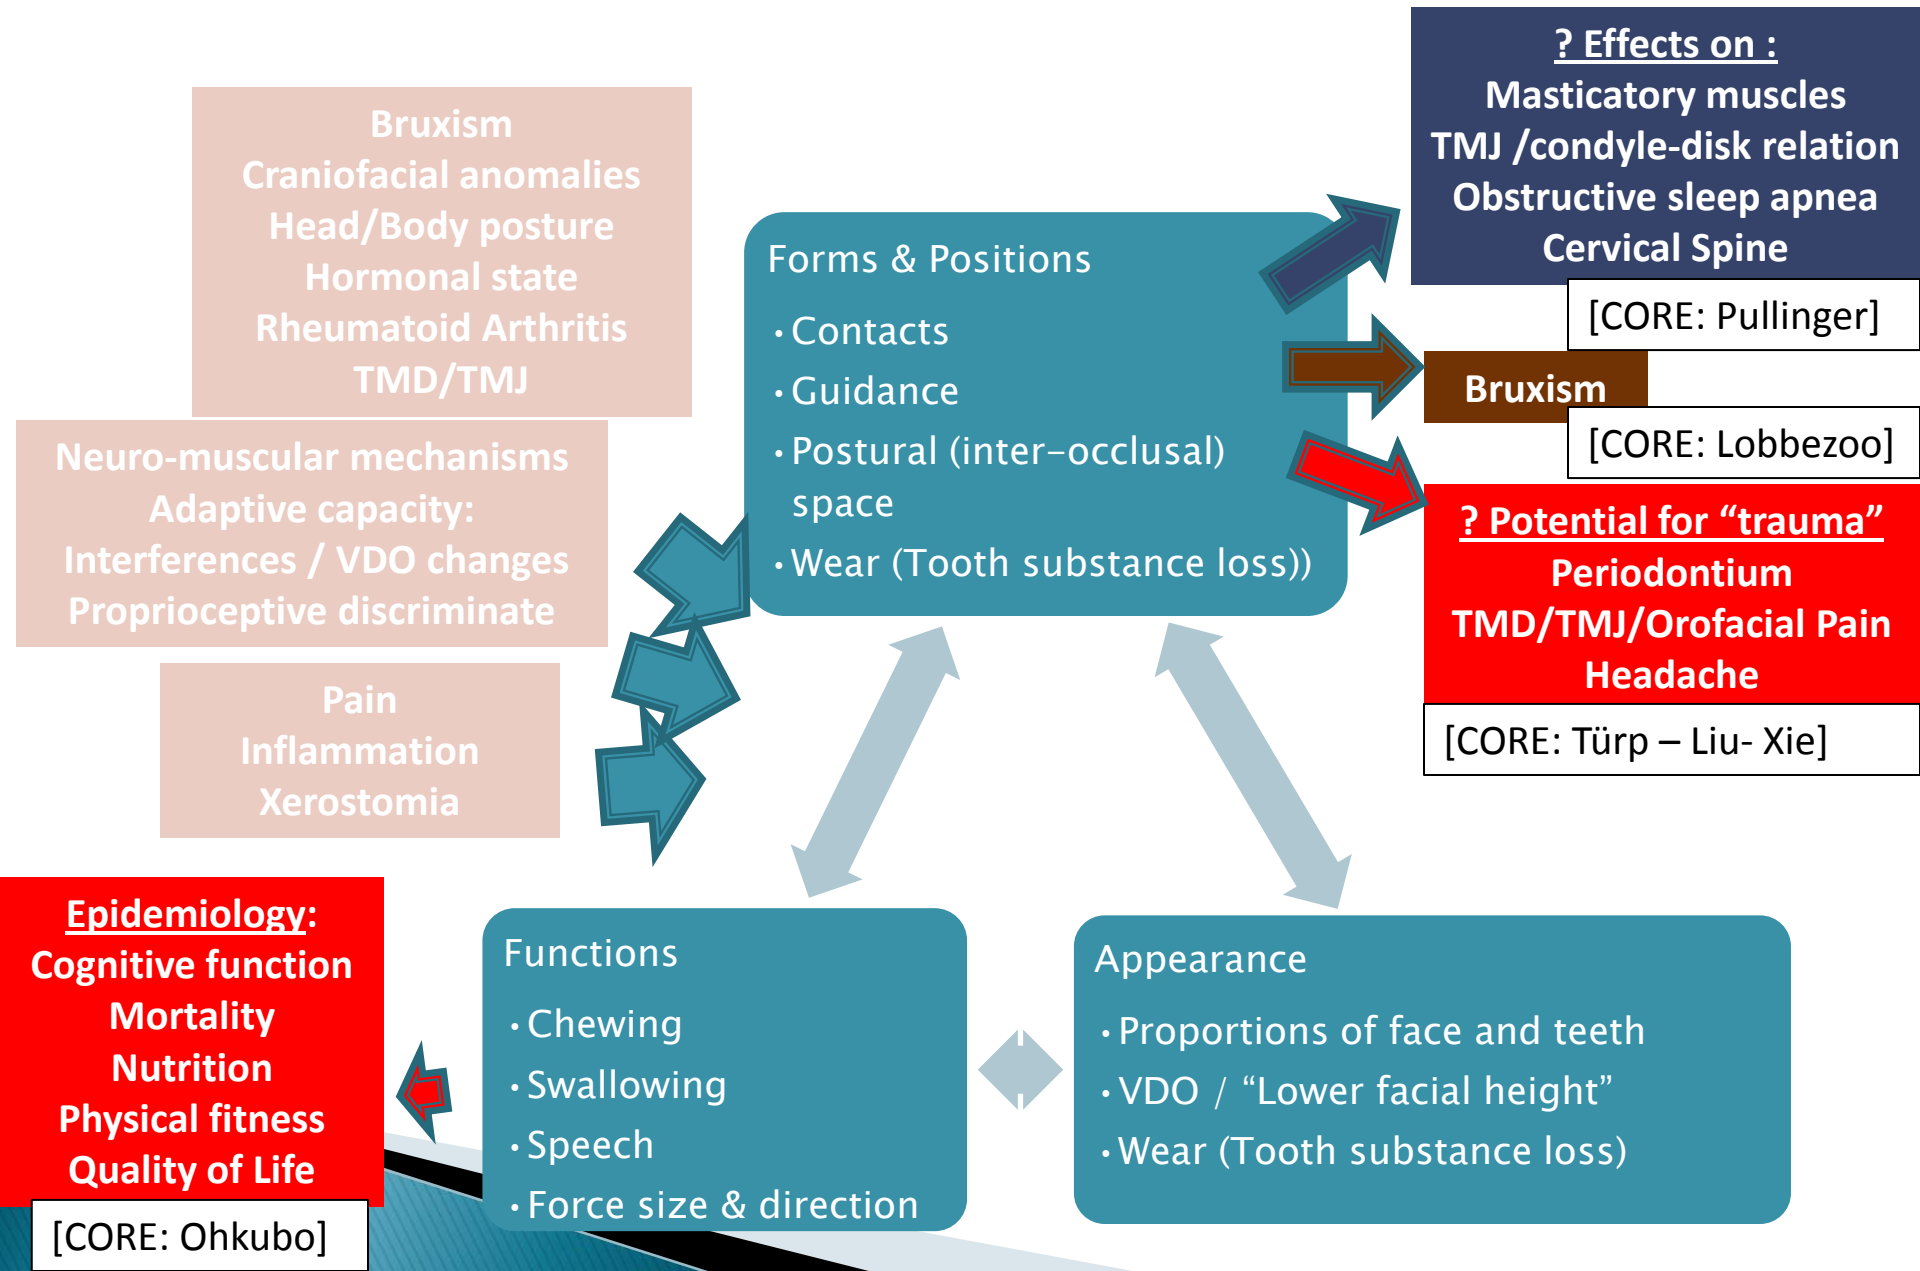 Bruxism
Craniofacial anomalies
Head/Body posture
Hormonal state
Rheumatoid Arthritis
TMD/TMJ
Neuro-muscular mechanisms
Adaptive capacity:
Interferences / VDO changes
Proprioceptive discriminate
Pain
Inflammation
Xerostomia
Forms & Positions
• Contacts
• Guidance
• Postural (inter-occlusal)
space
• Wear (Tooth substance loss))
? Effects on :
Masticatory muscles
TMJ /condyle-disk relation
Obstructive sleep apnea
Cervical Spine
[CORE: Pullinger]
Bruxism
[CORE: Lobbezoo]
? Potential for “trauma”
Periodontium
TMD/TMJ/Orofacial Pain
Headache
[CORE: Türp – Liu- Xie]
Epidemiology:
Cognitive function
Mortality
Nutrition
Physical fitness
Quality of Life
[CORE: Ohkubo]
Functions
• Chewing
• Swallowing
• Speech
• Force size & direction
Appearance
• Proportions of face and teeth
• VDO / “Lower facial height”
• Wear (Tooth substance loss)